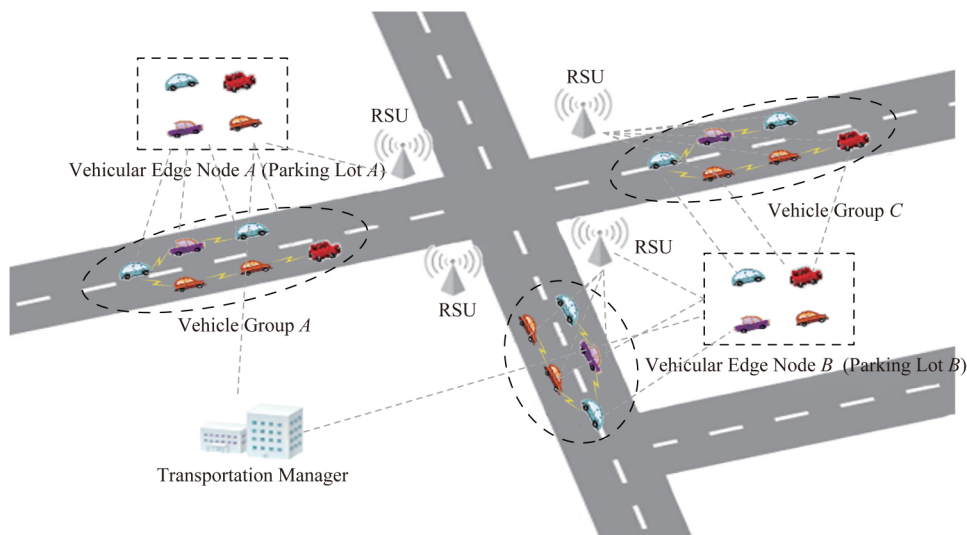 RSU
RSU
Vehicular Edge Node A (Parking Lot A)
Vehicle Group C
RSU
RSU
Vehicle Group A
Vehicular Edge Node B (Parking Lot B)
Transportation Manager